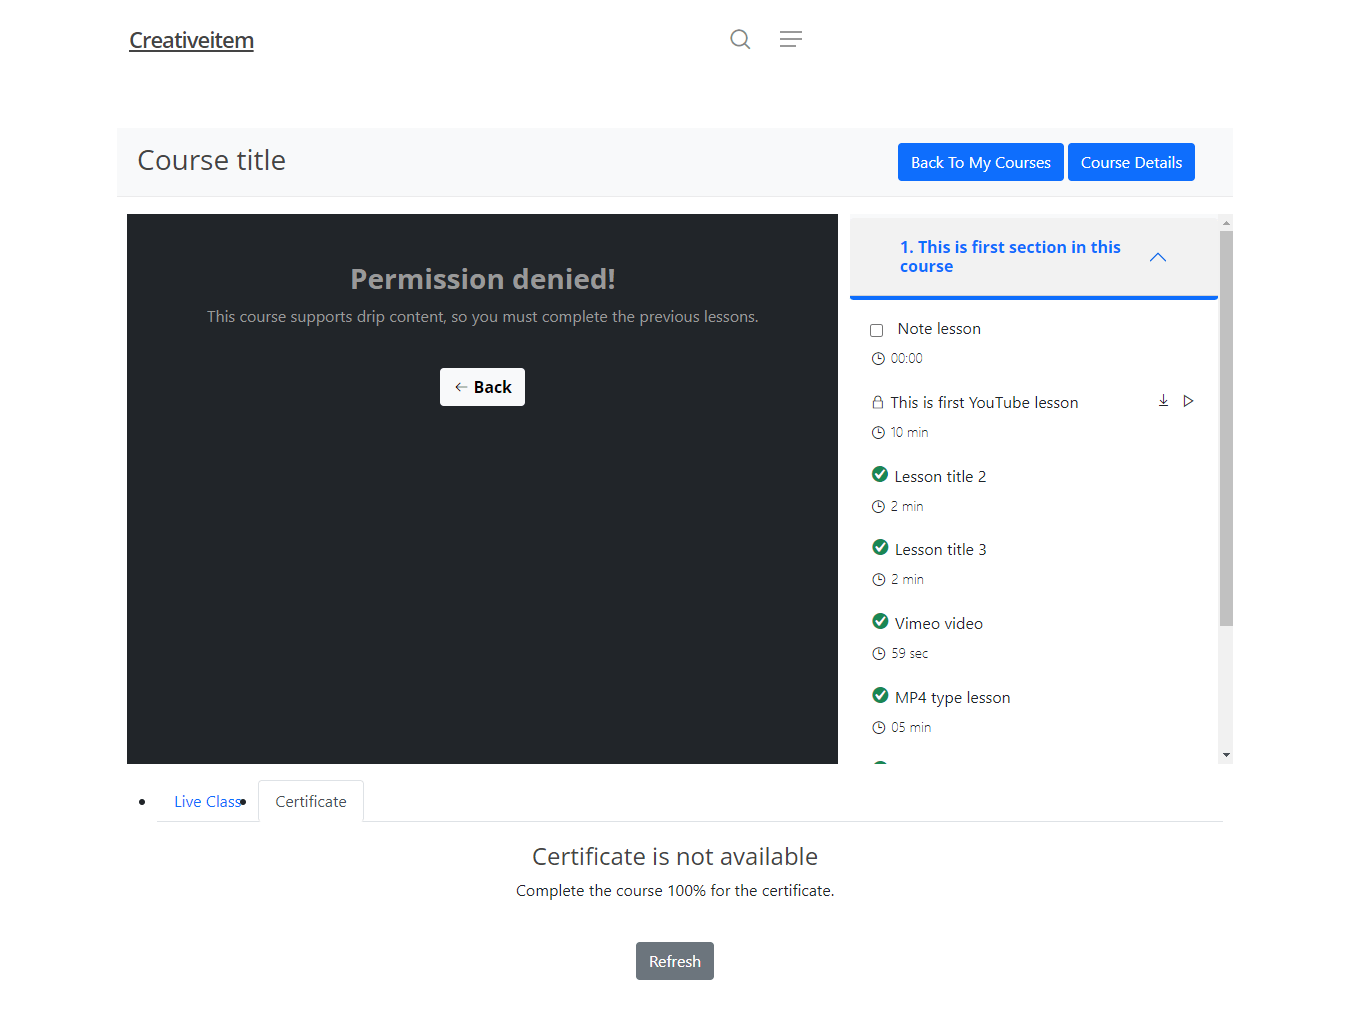 Creativeitem
Course title
Back To My Courses
Course Details
Permission denied!
This course supports drip content, so you must complete the previous lessons.
Back
1. This is first section in this
course
Note lesson
00:00
This is first YouTube lesson
10 min
Lesson title 2
2 min
Lesson title 3
2 min
Vimeo video
59 sec
MP4 type lesson
05 min
Live Class
Certificate
Certificate is not available
Complete the course 100% for the certificate.
Refresh